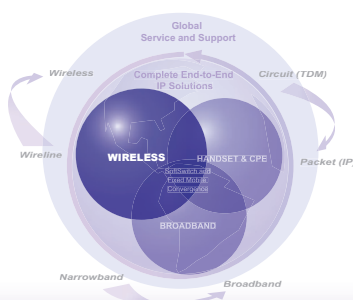 Global
Service and Support
Complete End-to-End
IP Solutions
Wireless
Circuit (TDM)
Wireline
Packet (IP)
WIRELESS
HANDSET & CPE
SoftSwitch and
Fixed Mobile
Convergence
BROADBAND
Narrowband
Broadband